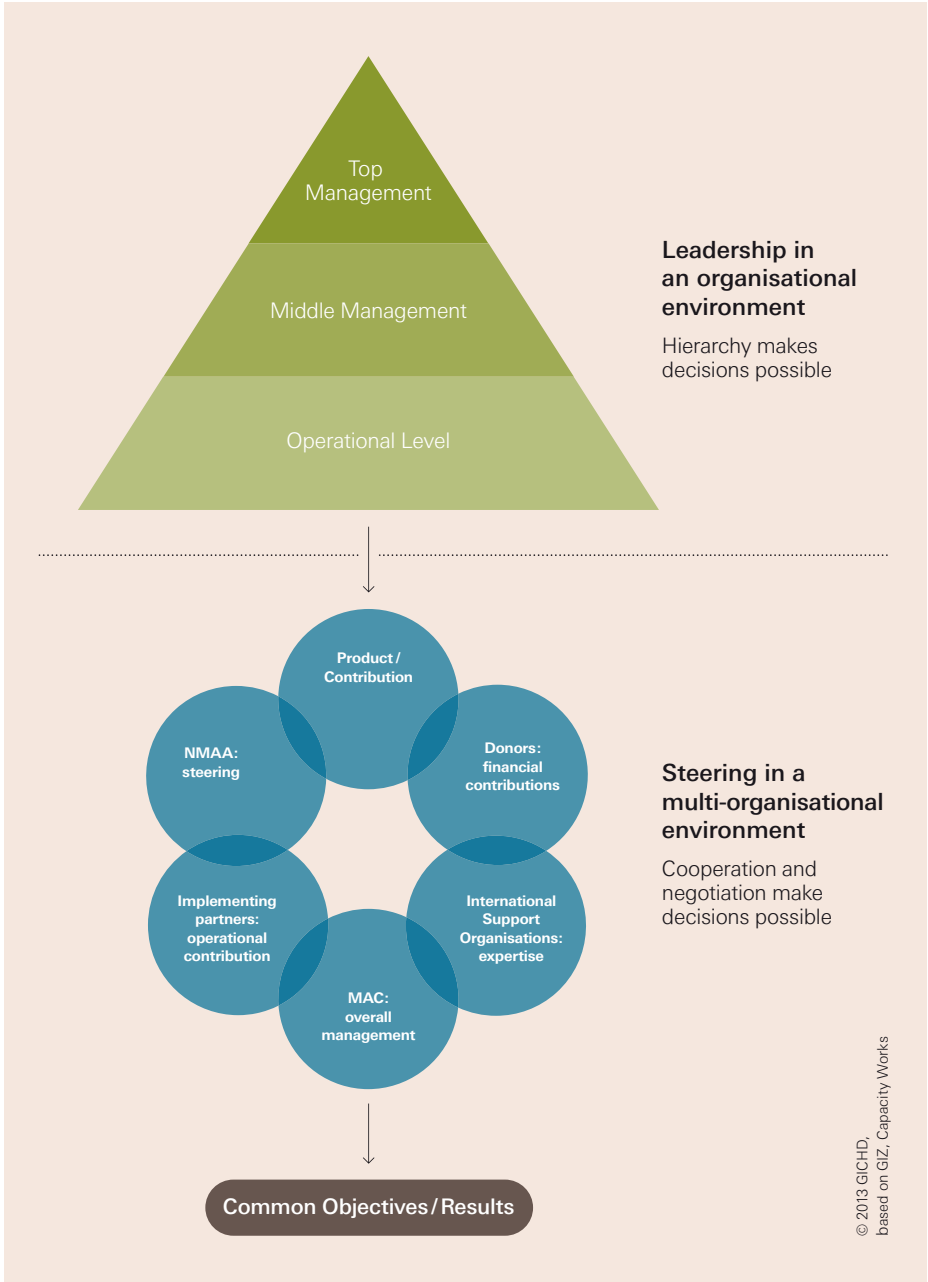 Top
Management
Middle Management
Operational Level
Leadership in
an organisational
environment
Hierarchy makes
decisions possible
Product /
Contribution
NMAA:
steering
Donors:
financial
contributions
Implementing
partners:
operational
contribution
International
Support
Organisations:
expertise
MAC:
overall
management
Steering in a
multi-organisational
environment
Cooperation and
negotiation make
decisions possible
Common Objectives / Results
© 2013 GICHD,
based on GIZ, Capacity Works